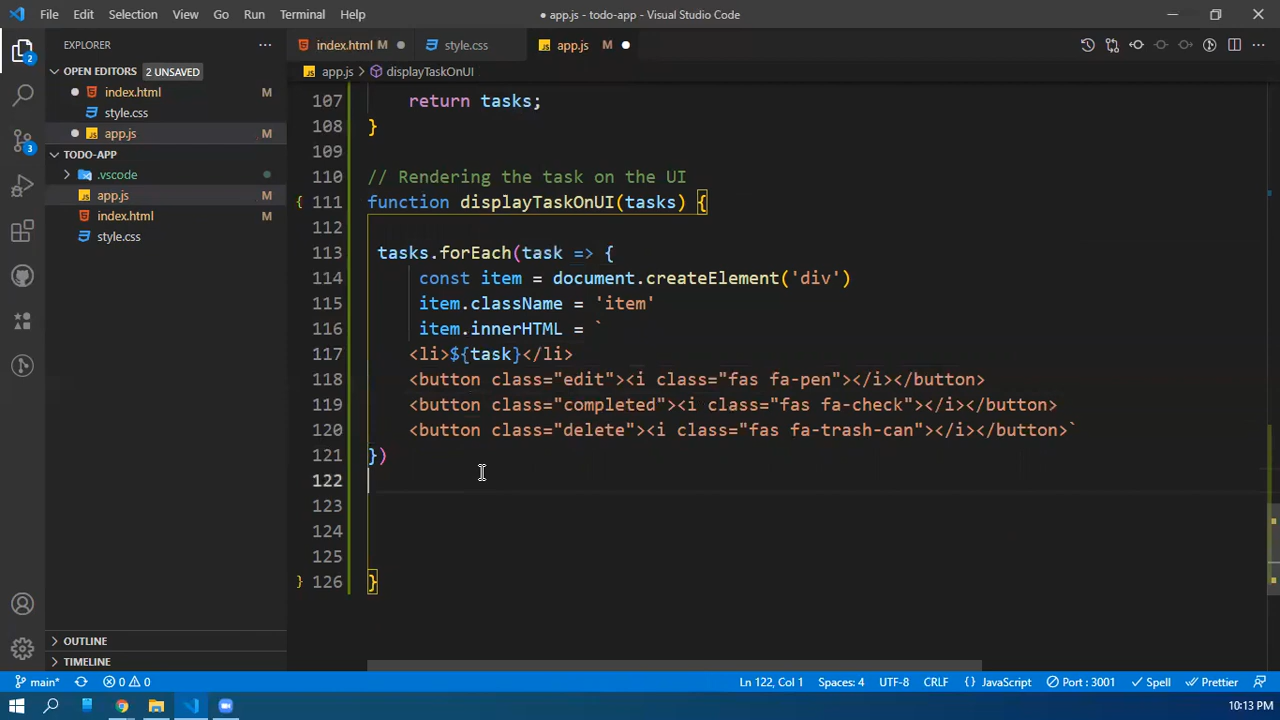 File Edit Selection View Go Run Terminal Help
● app.js - todo-app - Visual Studio Code
EXPLORER
OPEN EDITORS 2 UNSAVED
index.html M
style.css
app.js M
TODO-APP
.vscode
app.js M
index.html M
style.css
OUTLINE
TIMELINE
2
3
index.html M
style.css
app.js M
app.js > displayTaskOnUI
107 return tasks;
108 }
109
110 // Rendering the task on the UI
111 function displayTaskOnUI(tasks) {
112
113 tasks.forEach(task => {
114 const item = document.createElement('div')
115 item.className = 'item'
116 item.innerHTML = `
117 <li>${task}</li>
118 <button class="edit"><i class="fas fa-pen"></i></button>
119 <button class="completed"><i class="fas fa-check"></i></button>
120 <button class="delete"><i class="fas fa-trash-can"></i></button>`
121 })
122
123
124
125
126 }
main* 0 0 Ln 122, Col 1 Spaces: 4 UTF-8 CRLF {} JavaScript Port : 3001 Spell Prettier
10:13 PM